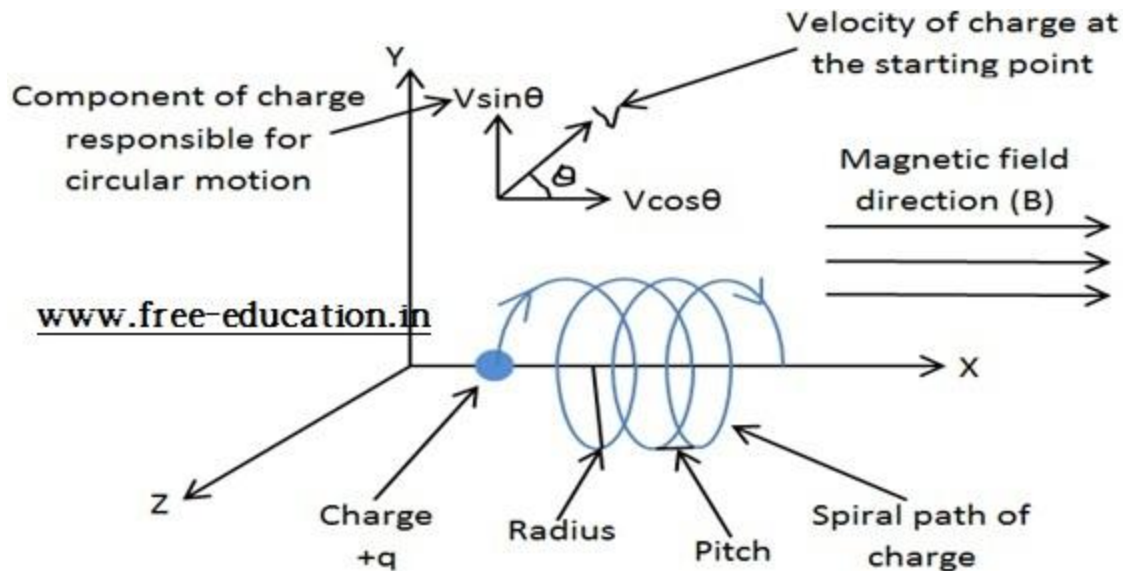 Velocity of charge at
the starting point
Y
Component of charge
responsible for
circular motion
Vsinθ
V
θ
Vcosθ
Magnetic field
direction (B)
www.free-education.in
X
Z
Charge
+q
Radius
Pitch
Spiral path of
charge